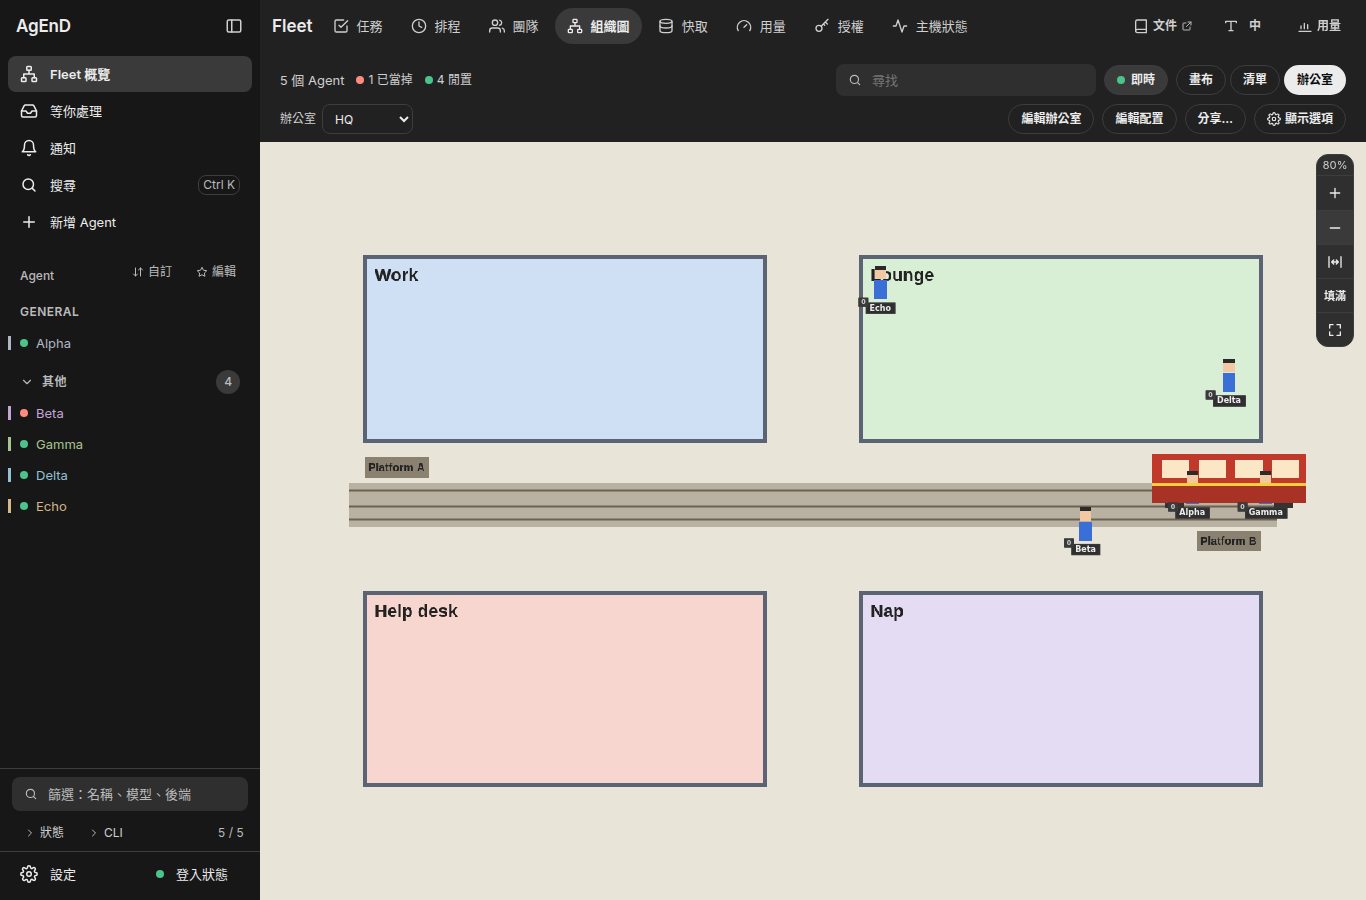 AgEnD
Fleet 概覽
等你處理
通知
搜尋
Ctrl K
新增 Agent
Agent
自訂
編輯
GENERAL
Alpha
其他
4
Beta
Gamma
Delta
Echo
篩選：名稱、模型、後端
狀態
CLI
5 / 5
設定
登入狀態
Fleet
任務
排程
團隊
組織圖
快取
用量
授權
主機狀態
文件
中
用量
5 個 Agent
1 已當掉
4 閒置
尋找
即時
畫布
清單
辦公室
辦公室
HQ
編輯辦公室
編輯配置
分享...
顯示選項
80%
填滿
Work
Lounge
0
Echo
0
Delta
Platform A
0
Alpha
0
Gamma
0
Beta
Platform B
Help desk
Nap